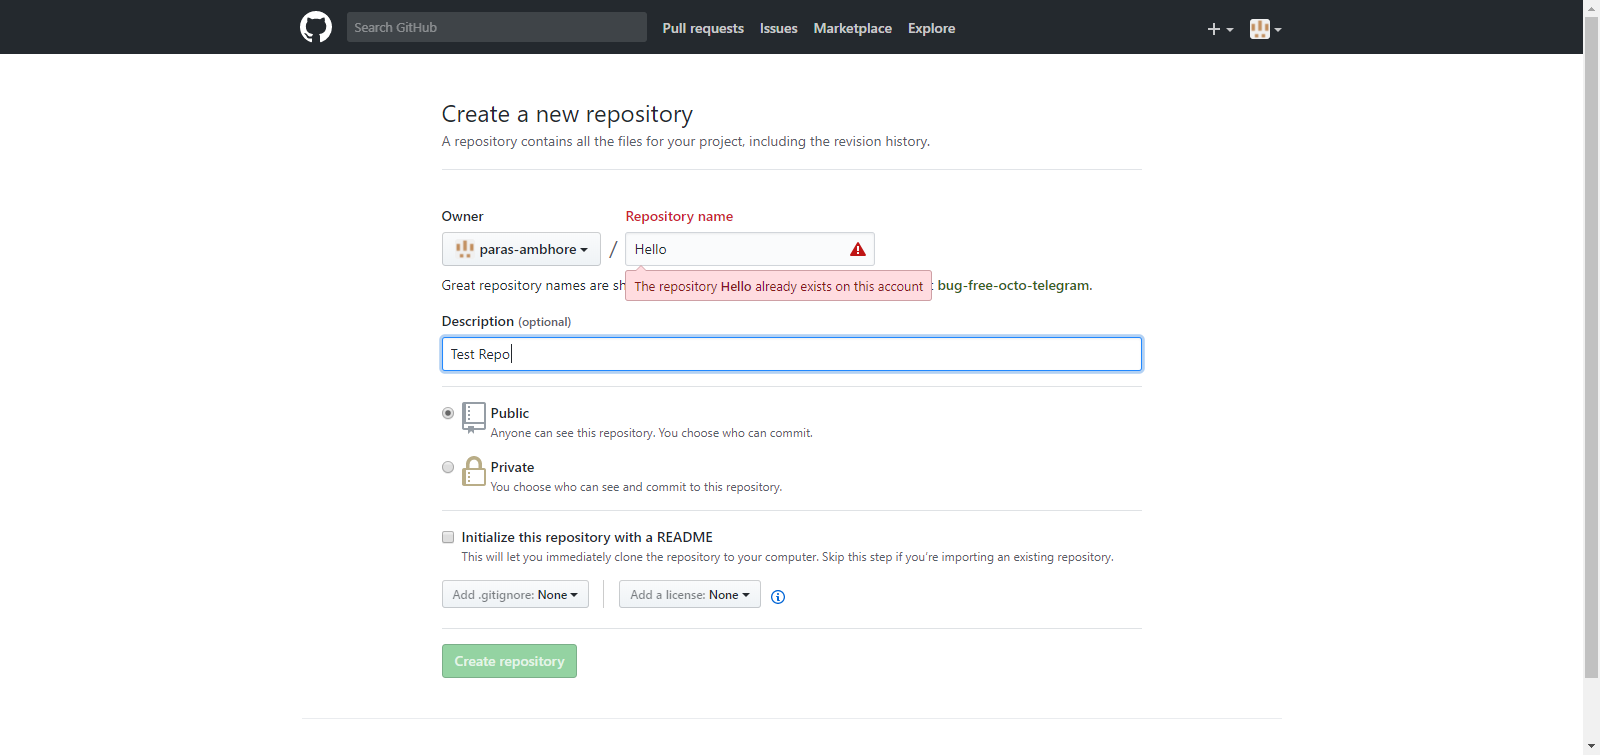 Search GitHub Pull requests Issues Marketplace Explore
Create a new repository
A repository contains all the files for your project, including the revision history.
Owner Repository name
paras-ambhore / Hello
Great repository names are The repository Hello already exists on this account bug-free-octo-telegram.
Description (optional)
Test Repo
Public
Anyone can see this repository. You choose who can commit.
Private
You choose who can see and commit to this repository.
Initialize this repository with a README
This will let you immediately clone the repository to your computer. Skip this step if you're importing an existing repository.
Add .gitignore: None Add a license: None
Create repository